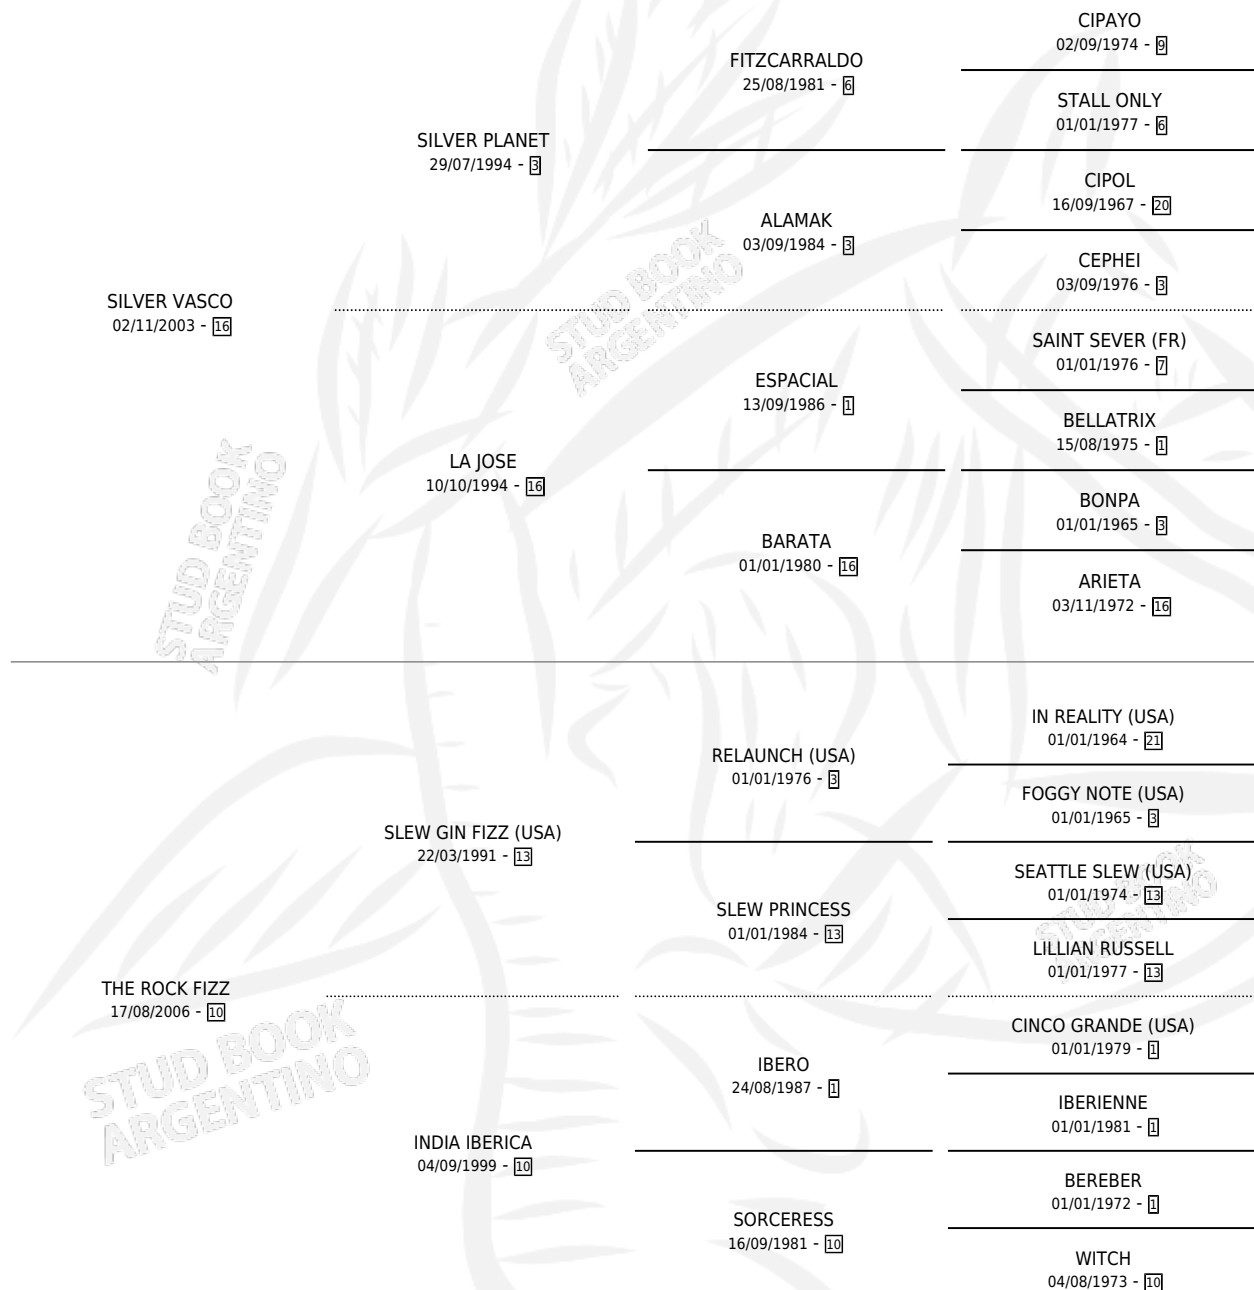 CIPAYO
02/09/1974 - 9
FITZCARRALDO
25/08/1981 - 6
STALL ONLY
01/01/1977 - 6
SILVER PLANET
29/07/1994 - 3
CIPOL
16/09/1967 - 20
ALAMAK
03/09/1984 - 3
CEPHEI
03/09/1976 - 3
SILVER VASCO
02/11/2003 - 16
SAINT SEVER (FR)
01/01/1976 - 7
ESPACIAL
13/09/1986 - 1
BELLATRIX
15/08/1975 - 1
LA JOSE
10/10/1994 - 16
BONPA
01/01/1965 - 3
BARATA
01/01/1980 - 16
ARIETA
03/11/1972 - 16
IN REALITY (USA)
01/01/1964 - 21
RELAUNCH (USA)
01/01/1976 - 3
FOGGY NOTE (USA)
01/01/1965 - 3
SLEW GIN FIZZ (USA)
22/03/1991 - 13
SEATTLE SLEW (USA)
01/01/1974 - 13
SLEW PRINCESS
01/01/1984 - 13
LILLIAN RUSSELL
01/01/1977 - 13
THE ROCK FIZZ
17/08/2006 - 10
CINCO GRANDE (USA)
01/01/1979 - 1
IBERO
24/08/1987 - 1
IBERIENNE
01/01/1981 - 1
INDIA IBERICA
04/09/1999 - 10
BEREBER
01/01/1972 - 1
SORCERESS
16/09/1981 - 10
WITCH
04/08/1973 - 10
STUD BOOK
ARGENTINO
STUD BOOK
ARGENTINO
STUD BOOK
ARGENTINO
STUD BOOK
ARGENTINO